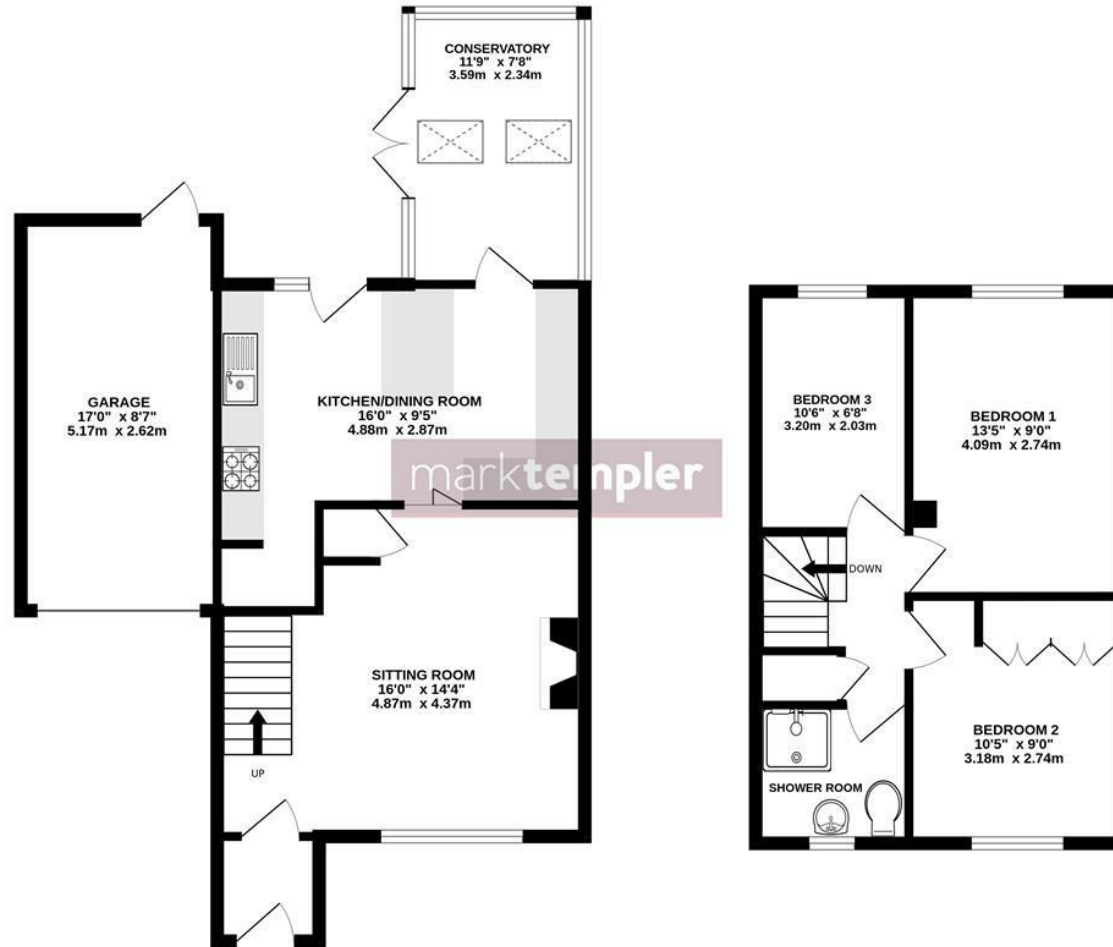 CONSERVATORY
11'9" x 7'8"
3.59m x 2.34m
GARAGE
17'0" x 8'7"
5.17m x 2.62m
KITCHEN/DINING ROOM
16'0" x 9'5"
4.88m x 2.87m
marktempler
SITTING ROOM
16'0" x 14'4"
4.87m x 4.37m
UP
BEDROOM 3
10'6" x 6'8"
3.20m x 2.03m
BEDROOM 1
13'5" x 9'0"
4.09m x 2.74m
DOWN
BEDROOM 2
10'5" x 9'0"
3.18m x 2.74m
SHOWER ROOM